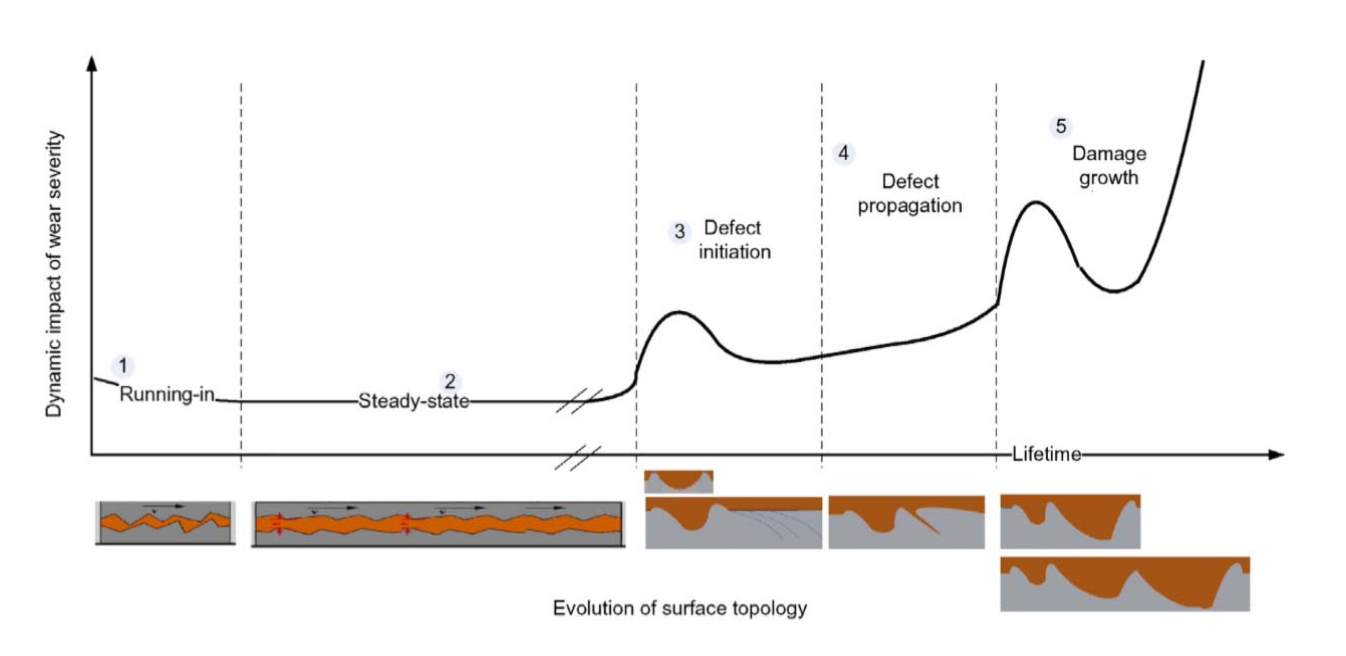 Dynamic impact of wear severity
1
Running-in
2
Steady-state
3
Defect
initiation
4
Defect
propagation
5
Damage
growth
Lifetime
Evolution of surface topology